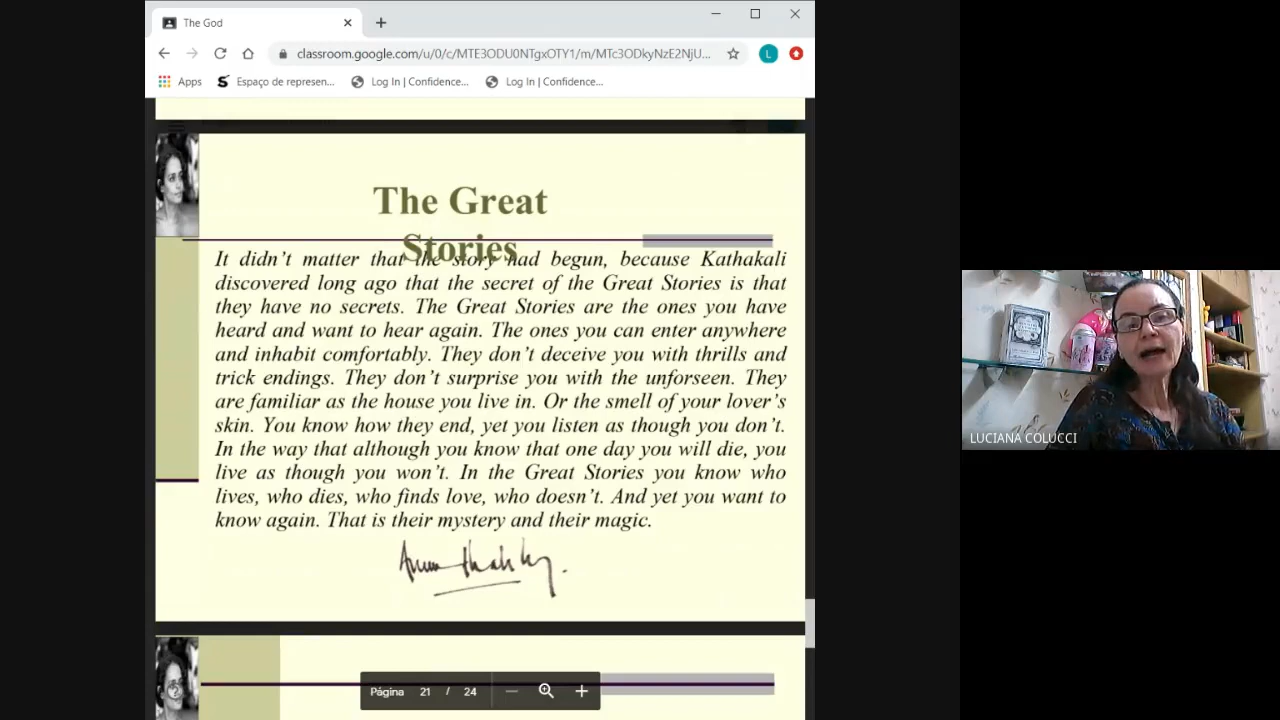 The God
classroom.google.com/u/0/c/MTE3ODU0NTgxOTY1/m/MTc3ODkyNzE2NjU...
L
Apps
Espaço de represen...
Log In | Confidence...
Log In | Confidence...
The Great
Stories
It didn't matter that the story had begun, because Kathakali
discovered long ago that the secret of the Great Stories is that
they have no secrets. The Great Stories are the ones you have
heard and want to hear again. The ones you can enter anywhere
and inhabit comfortably. They don't deceive you with thrills and
trick endings. They don't surprise you with the unforseen. They
are familiar as the house you live in. Or the smell of your lover's
skin. You know how they end, yet you listen as though you don't.
In the way that although you know that one day you will die, you
live as though you won't. In the Great Stories you know who
lives, who dies, who finds love, who doesn't. And yet you want to
know again. That is their mystery and their magic.
Página 21 / 24
LUCIANA COLUCCI